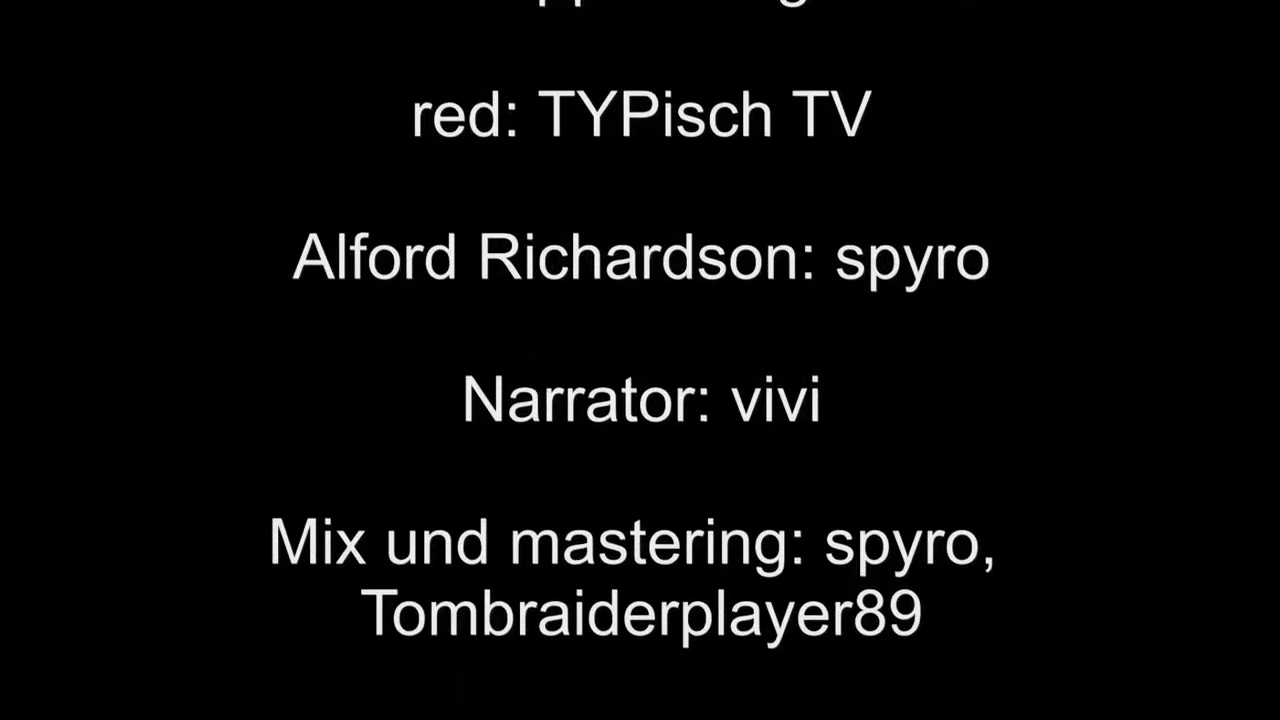 red: TYPisch TV
Alford Richardson: spyro
Narrator: vivi
Mix und mastering: spyro,
Tombraiderplayer89